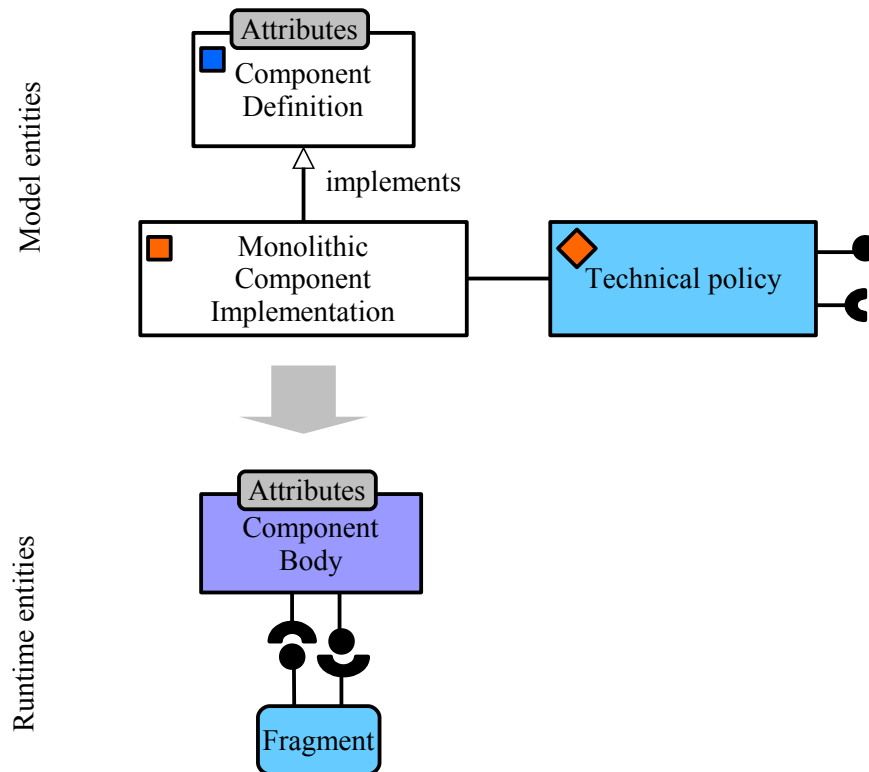 Model entities
Attributes
Component
Definition
implements
Monolithic
Component
Implementation
Technical policy
Runtime entities
Attributes
Component
Body
Fragment